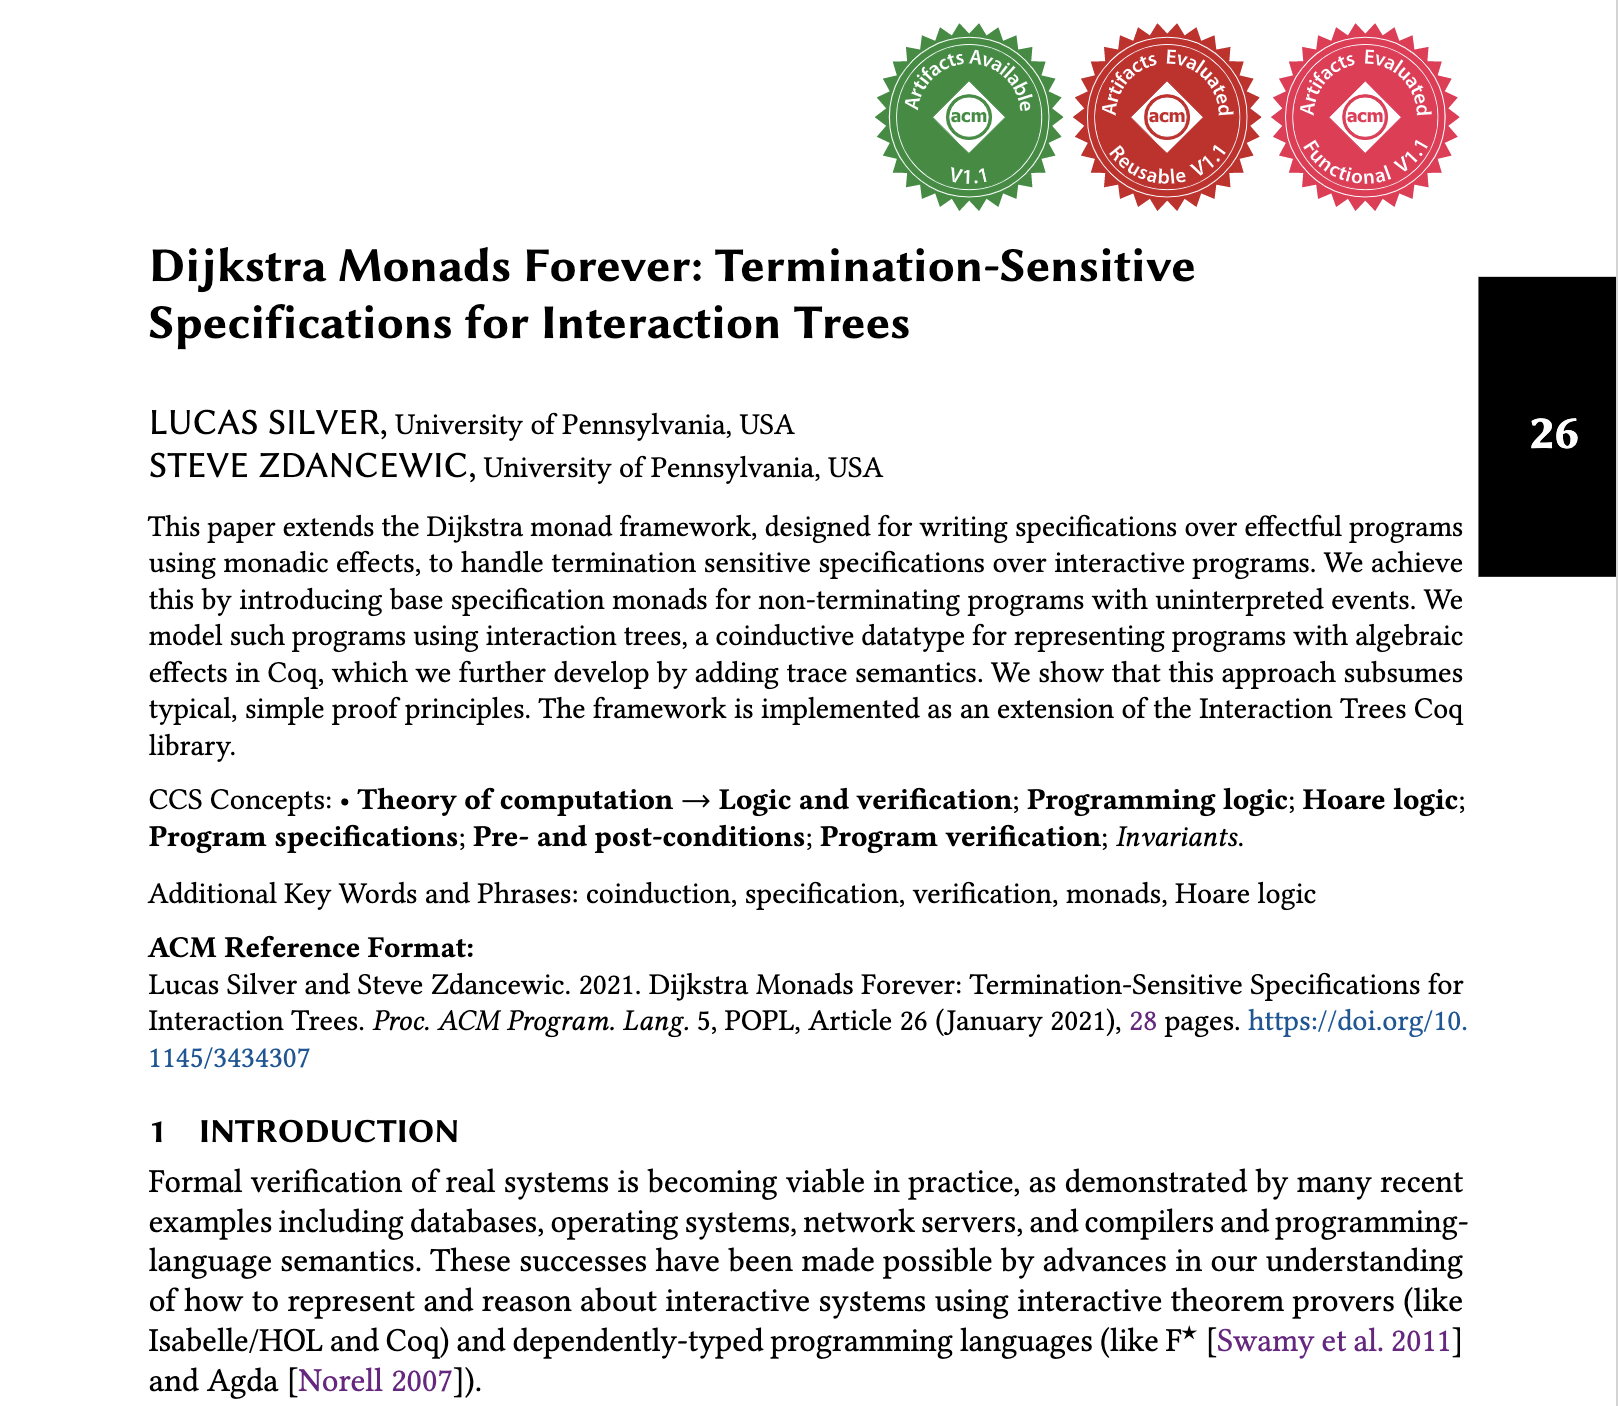 Artifacts Available
acm
V1.1
Artifacts Evaluated
acm
Reusable V1.1
Artifacts Evaluated
acm
Functional V1.1
Dijkstra Monads Forever: Termination-Sensitive
Specifications for Interaction Trees
26
LUCAS SILVER, University of Pennsylvania, USA
STEVE ZDANCEWIC, University of Pennsylvania, USA
This paper extends the Dijkstra monad framework, designed for writing specifications over effectful programs
using monadic effects, to handle termination sensitive specifications over interactive programs. We achieve
this by introducing base specification monads for non-terminating programs with uninterpreted events. We
model such programs using interaction trees, a coinductive datatype for representing programs with algebraic
effects in Coq, which we further develop by adding trace semantics. We show that this approach subsumes
typical, simple proof principles. The framework is implemented as an extension of the Interaction Trees Coq
library.
CCS Concepts: • Theory of computation → Logic and verification; Programming logic; Hoare logic;
Program specifications; Pre- and post-conditions; Program verification; Invariants.
Additional Key Words and Phrases: coinduction, specification, verification, monads, Hoare logic
ACM Reference Format:
Lucas Silver and Steve Zdancewic. 2021. Dijkstra Monads Forever: Termination-Sensitive Specifications for
Interaction Trees. Proc. ACM Program. Lang. 5, POPL, Article 26 (January 2021), 28 pages. https://doi.org/10.
1145/3434307
1 INTRODUCTION
Formal verification of real systems is becoming viable in practice, as demonstrated by many recent
examples including databases, operating systems, network servers, and compilers and programming-
language semantics. These successes have been made possible by advances in our understanding
of how to represent and reason about interactive systems using interactive theorem provers (like
Isabelle/HOL and Coq) and dependently-typed programming languages (like F★ [Swamy et al. 2011]
and Agda [Norell 2007]).